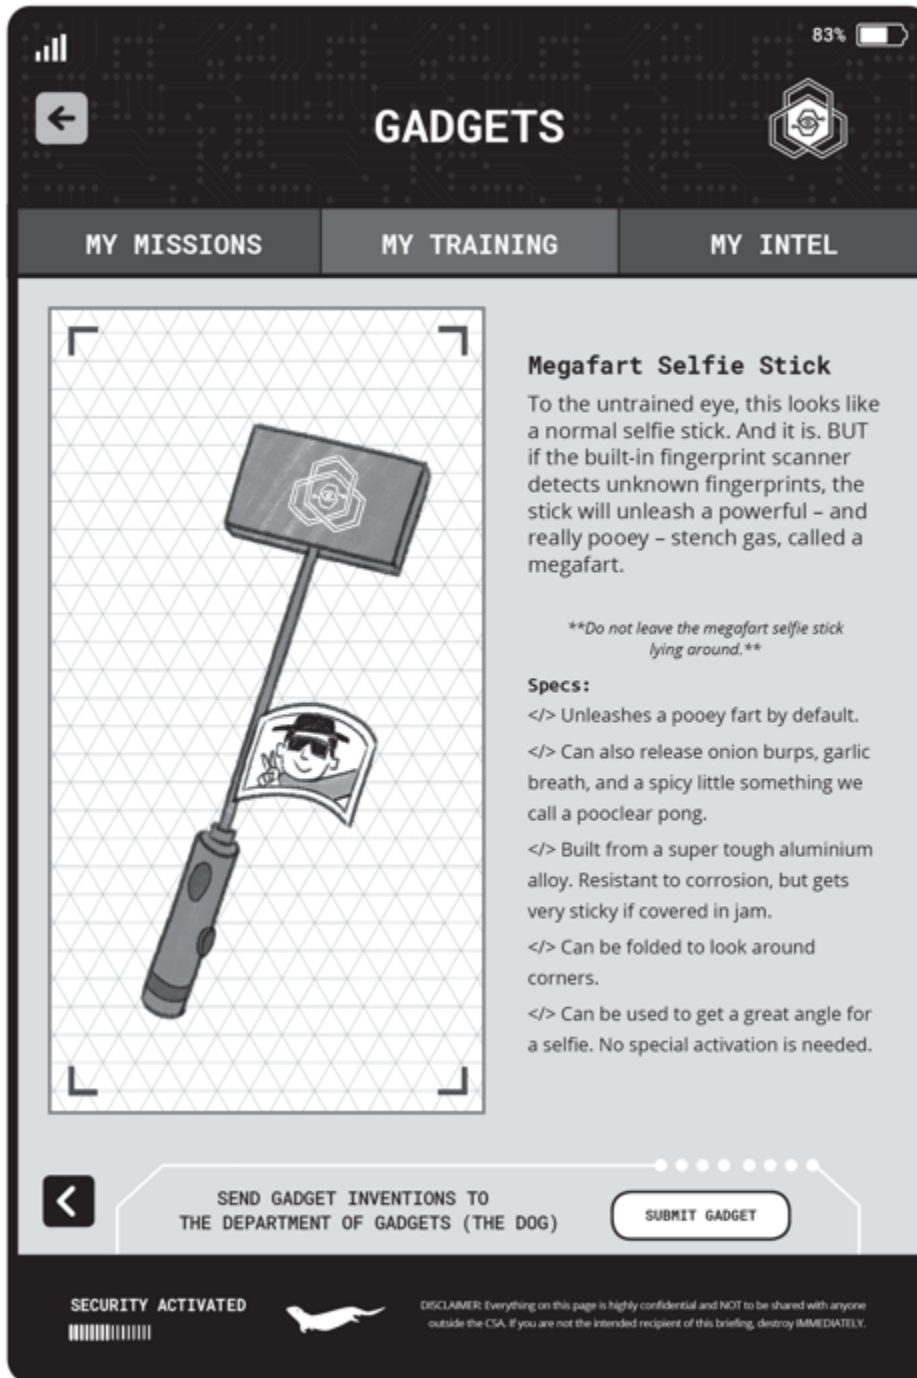 83%
GADGETS
MY MISSIONS
MY TRAINING
MY INTEL
Megafart Selfie Stick
To the untrained eye, this looks like
a normal selfie stick. And it is. BUT
if the built-in fingerprint scanner
detects unknown fingerprints, the
stick will unleash a powerful – and
really pooey – stench gas, called a
megafart.
**Do not leave the megafart selfie stick
lying around.**
Specs:
</> Unleashes a pooey fart by default.
</> Can also release onion burps, garlic
breath, and a spicy little something we
call a pooclear pong.
</> Built from a super tough aluminium
alloy. Resistant to corrosion, but gets
very sticky if covered in jam.
</> Can be folded to look around
corners.
</> Can be used to get a great angle for
a selfie. No special activation is needed.
SEND GADGET INVENTIONS TO
THE DEPARTMENT OF GADGETS (THE DOG)
SUBMIT GADGET
SECURITY ACTIVATED
DISCLAIMER: Everything on this page is highly confidential and NOT to be shared with anyone
outside the CSA. If you are not the intended recipient of this briefing, destroy IMMEDIATELY.